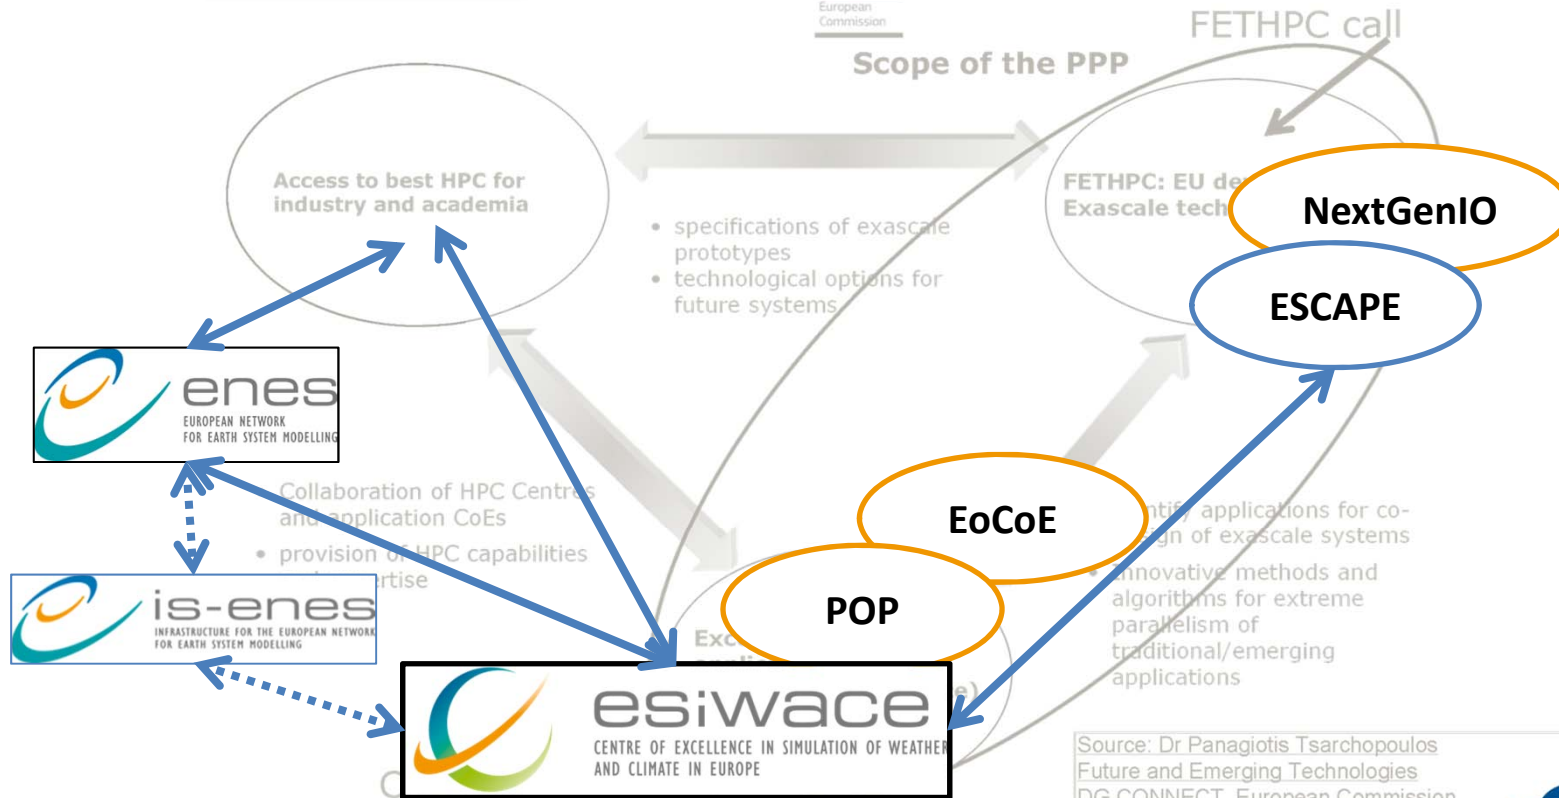 European
Commission
FETHPC call
Scope of the PPP
Access to best HPC for
industry and academia
FETHPC: EU
Exascale
NextGenIO
• specifications of exascale
prototypes
• technological options for
future systems
ESCAPE
enes
EUROPEAN NETWORK
FOR EARTH SYSTEM MODELLING
Collaboration of HPC Centres
and application CoEs
• provision of HPC capabilities
EoCoE
applications for co-
of exascale systems
• Innovative methods and
algorithms for extreme
parallelism of
traditional/emerging
applications
is-enes
INFRASTRUCTURE FOR THE EUROPEAN NETWORK
FOR EARTH SYSTEM MODELLING
POP
esiwace
CENTRE OF EXCELLENCE IN SIMULATION OF WEATHER
AND CLIMATE IN EUROPE
Source: Dr Panagiotis Tsarchopoulos
Future and Emerging Technologies
DG CONNECT, European Commission